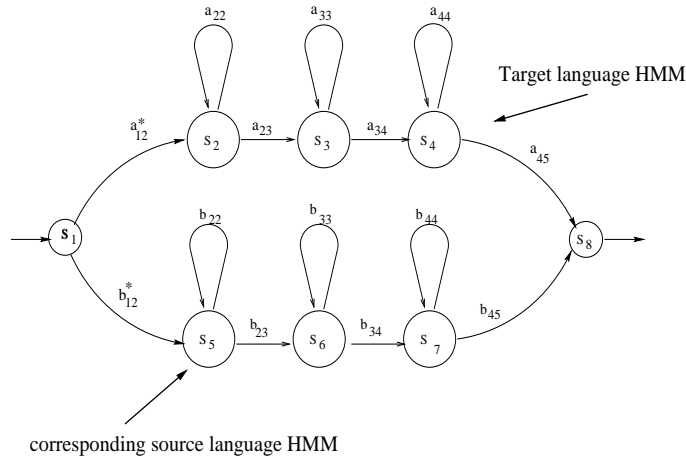 a22 a33 a44
Target language HMM
a*12 s2 a23 s3 a34 s4 a45
s1 b22 b33 b44 s8
b*12 s5 b23 s6 b34 s7 b45
corresponding source language HMM